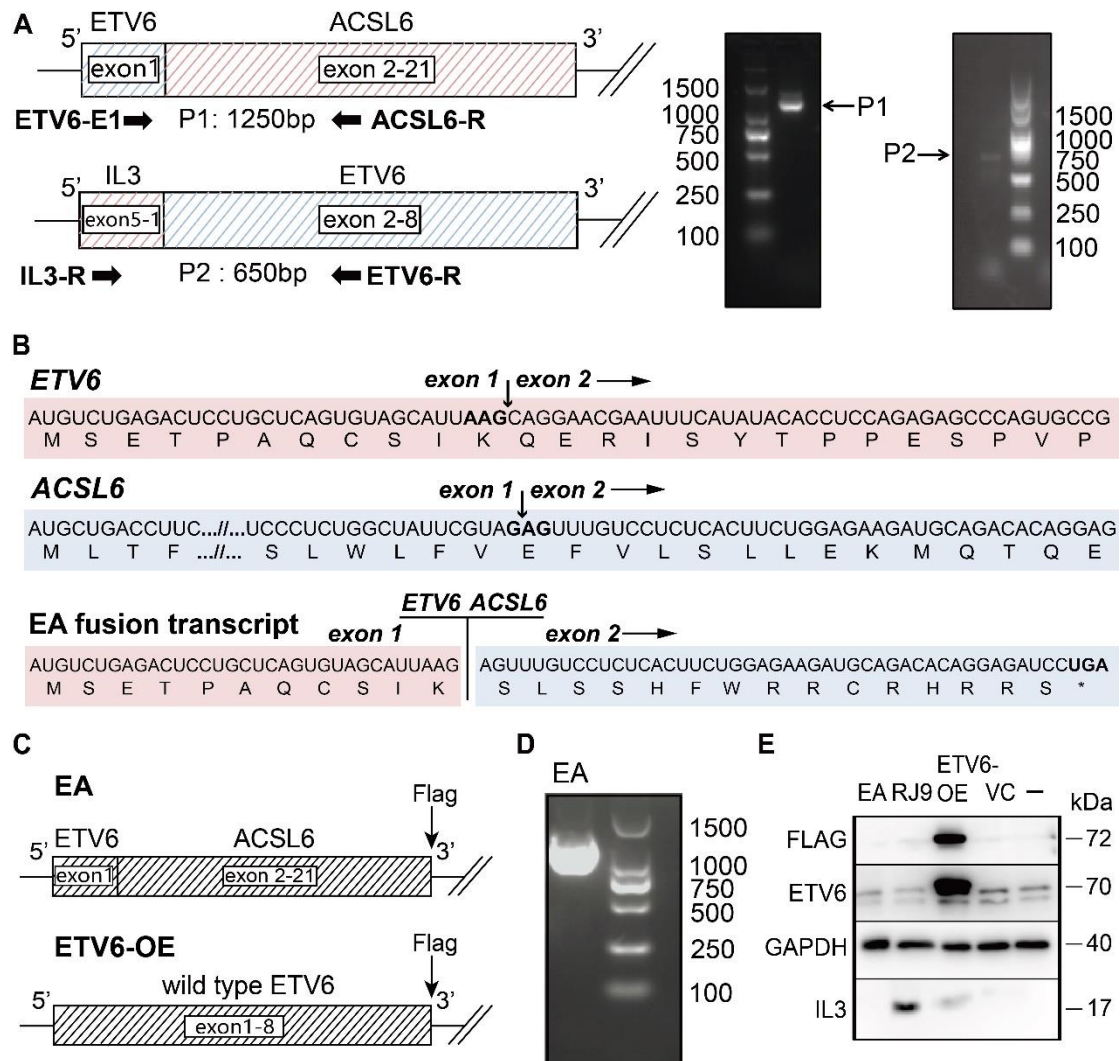 A
5’ ETV6 ACSL6 3’
exon1 exon 2-21
ETV6-E1 P1: 1250bp ACSL6-R
5’ IL3 ETV6 3’
exon5-1 exon 2-8
IL3-R P2 : 650bp ETV6-R
1500
1000
750
500
250
100
P1
P2
1500
1000
750
500
250
100
B
ETV6 exon 1 exon 2
AUGUCUGAGACUCCUGCUCAGUGUAGCAUUAAGCAGGAACGAAUUUCAUAUACACCUCCAGAGAGCCCAGUGCCG
M S E T P A Q C S I K Q E R I S Y T P P E S P V P
ACSL6 exon 1 exon 2
AUGCUGACCUUC...//...UCCCUCUGGCUAUUCGUAGAGUUUGUCCUCUCACUUCUGGAGAAGAUGCAGACACAGGAG
M L T F ...//... S L W L F V E F V L S L L E K M Q T Q E
EA fusion transcript ETV6 ACSL6
exon 1 exon 2
AUGUCUGAGACUCCUGCUCAGUGUAGCAUUAAG AGUUUGUCCUCUCACUUCUGGAGAAGAUGCAGACACAGGAGAUCCUGA
M S E T P A Q C S I K S L S S H F W R R C R H R R S *
C
EA Flag
5’ ETV6 ACSL6 3’
exon1 exon 2-21
ETV6-OE Flag
5’ wild type ETV6 3’
exon1-8
D
EA
1500
1000
750
500
250
100
E
ETV6-
EA RJ9 OE VC – kDa
FLAG 72
ETV6 70
GAPDH 40
IL3 17